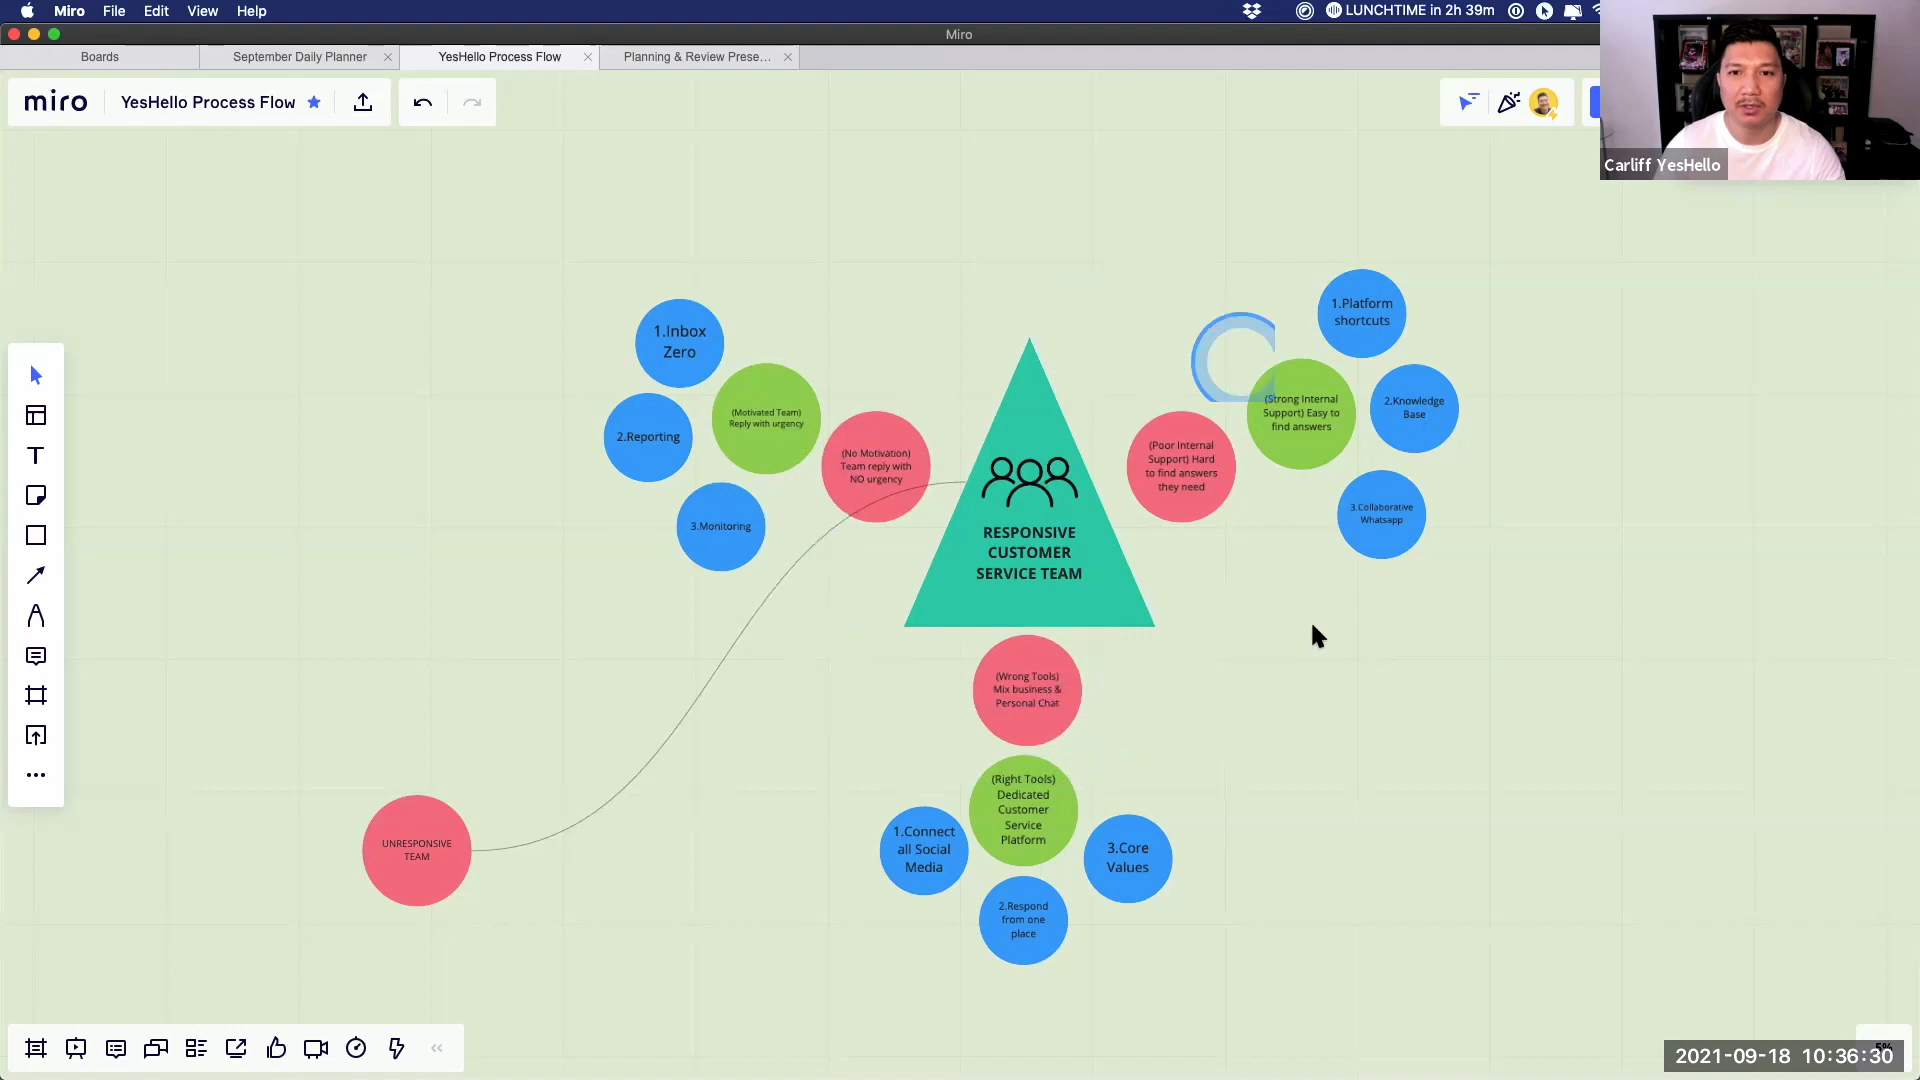 Miro File Edit View Help
LUNCHTIME in 2h 39m
Miro
Boards
September Daily Planner
YesHello Process Flow
Planning & Review Prese...
miro
YesHello Process Flow
Carliff YesHello
1.Inbox
Zero
2.Reporting
3.Monitoring
(Motivated Team)
Reply with urgency
(No Motivation)
Team reply with
NO urgency
RESPONSIVE
CUSTOMER
SERVICE TEAM
(Poor Internal
Support) Hard
to find answers
they need
(Strong Internal
Support) Easy to
find answers
1.Platform
shortcuts
2.Knowledge
Base
3.Collaborative
Whatsapp
(Wrong Tools)
Mix business &
Personal Chat
(Right Tools)
Dedicated
Customer
Service
Platform
1.Connect
all Social
Media
2.Respond
from one
place
3.Core
Values
UNRESPONSIVE
TEAM
5%
2021-09-18 10:36:30